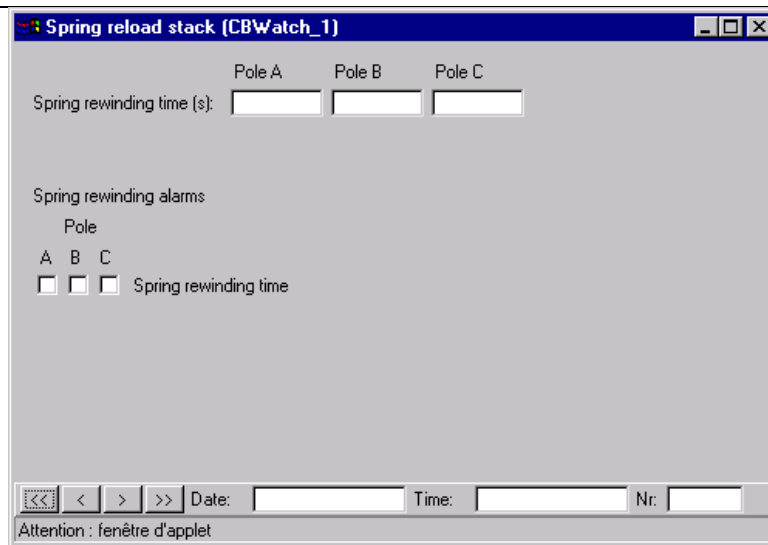 Spring reload stack (CBWatch_1)
Pole A Pole B Pole C
Spring rewinding time (s):
Spring rewinding alarms
Pole
A B C
Spring rewinding time
<< < > >> Date: Time: Nr:
Attention : fenêtre d'applet